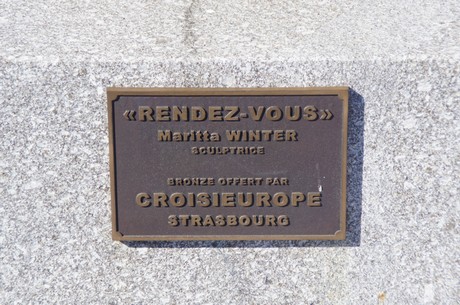 «RENDEZ-VOUS»
Maritta WINTER
SCULPTRICE
BRONZE OFFERT PAR
CROISIEUROPE
STRASBOURG